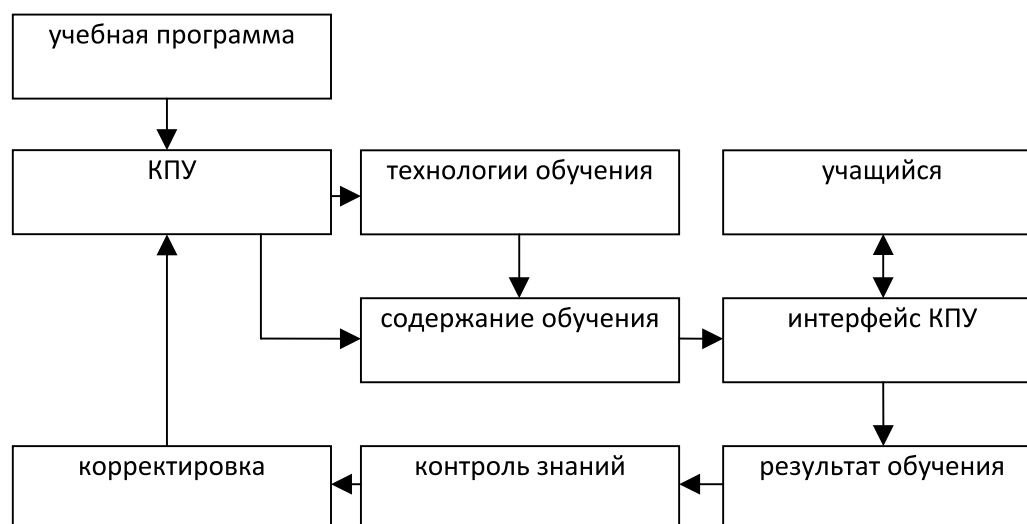 учебная программа
КПУ
технологии обучения
учащийся
содержание обучения
интерфейс КПУ
корректировка
контроль знаний
результат обучения